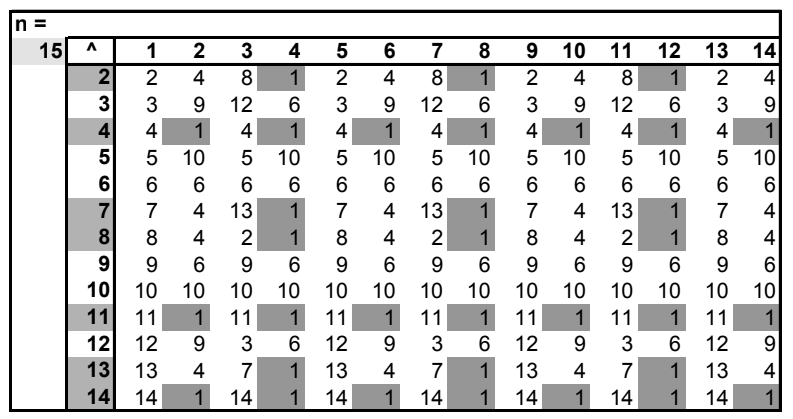 n =
15 ^ 1 2 3 4 5 6 7 8 9 10 11 12 13 14
2 2 4 8 1 2 4 8 1 2 4 8 1 2 4
3 3 9 12 6 3 9 12 6 3 9 12 6 3 9
4 4 1 4 1 4 1 4 1 4 1 4 1 4 1
5 5 10 5 10 5 10 5 10 5 10 5 10 5 10
6 6 6 6 6 6 6 6 6 6 6 6 6 6 6
7 7 4 13 1 7 4 13 1 7 4 13 1 7 4
8 8 4 2 1 8 4 2 1 8 4 2 1 8 4
9 9 6 9 6 9 6 9 6 9 6 9 6 9 6
10 10 10 10 10 10 10 10 10 10 10 10 10 10 10
11 11 1 11 1 11 1 11 1 11 1 11 1 11 1
12 12 9 3 6 12 9 3 6 12 9 3 6 12 9
13 13 4 7 1 13 4 7 1 13 4 7 1 13 4
14 14 1 14 1 14 1 14 1 14 1 14 1 14 1